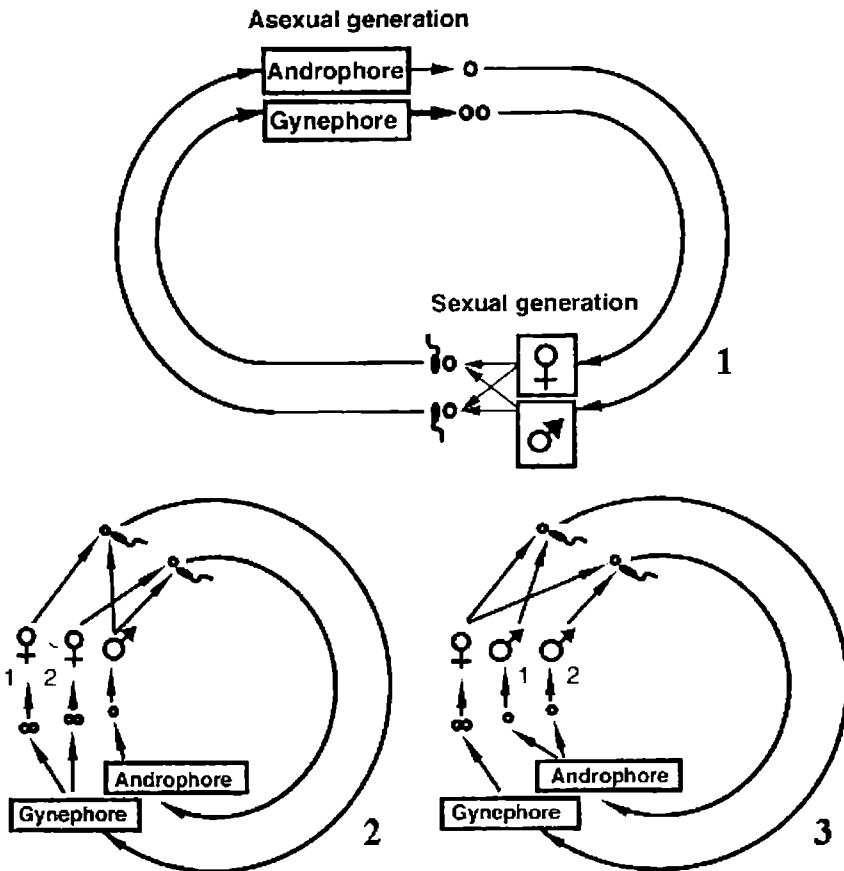 Asexual generation
Androphore
Gynephore
Sexual generation
1
1 2
Androphore
Gynephore
2
1 2
Androphore
Gynephore
3